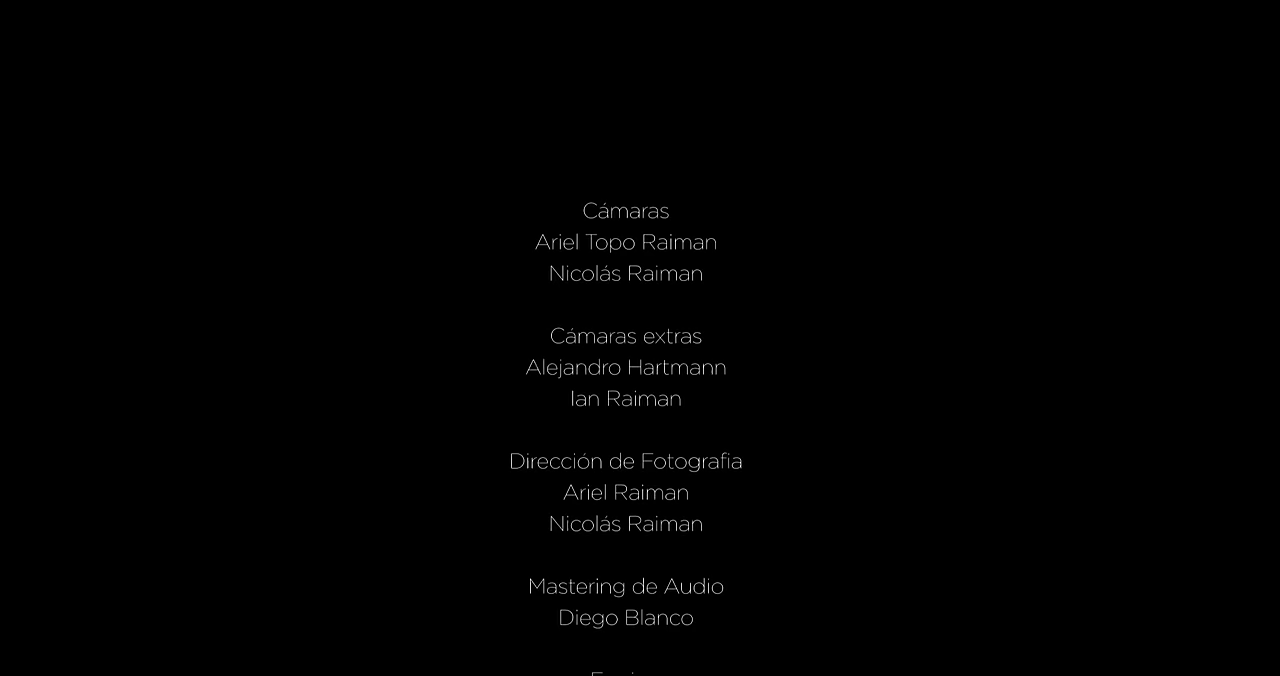 Cámaras
Ariel Topo Raiman
Nicolás Raiman
Cámaras extras
Alejandro Hartmann
Ian Raiman
Dirección de Fotografia
Ariel Raiman
Nicolás Raiman
Mastering de Audio
Diego Blanco